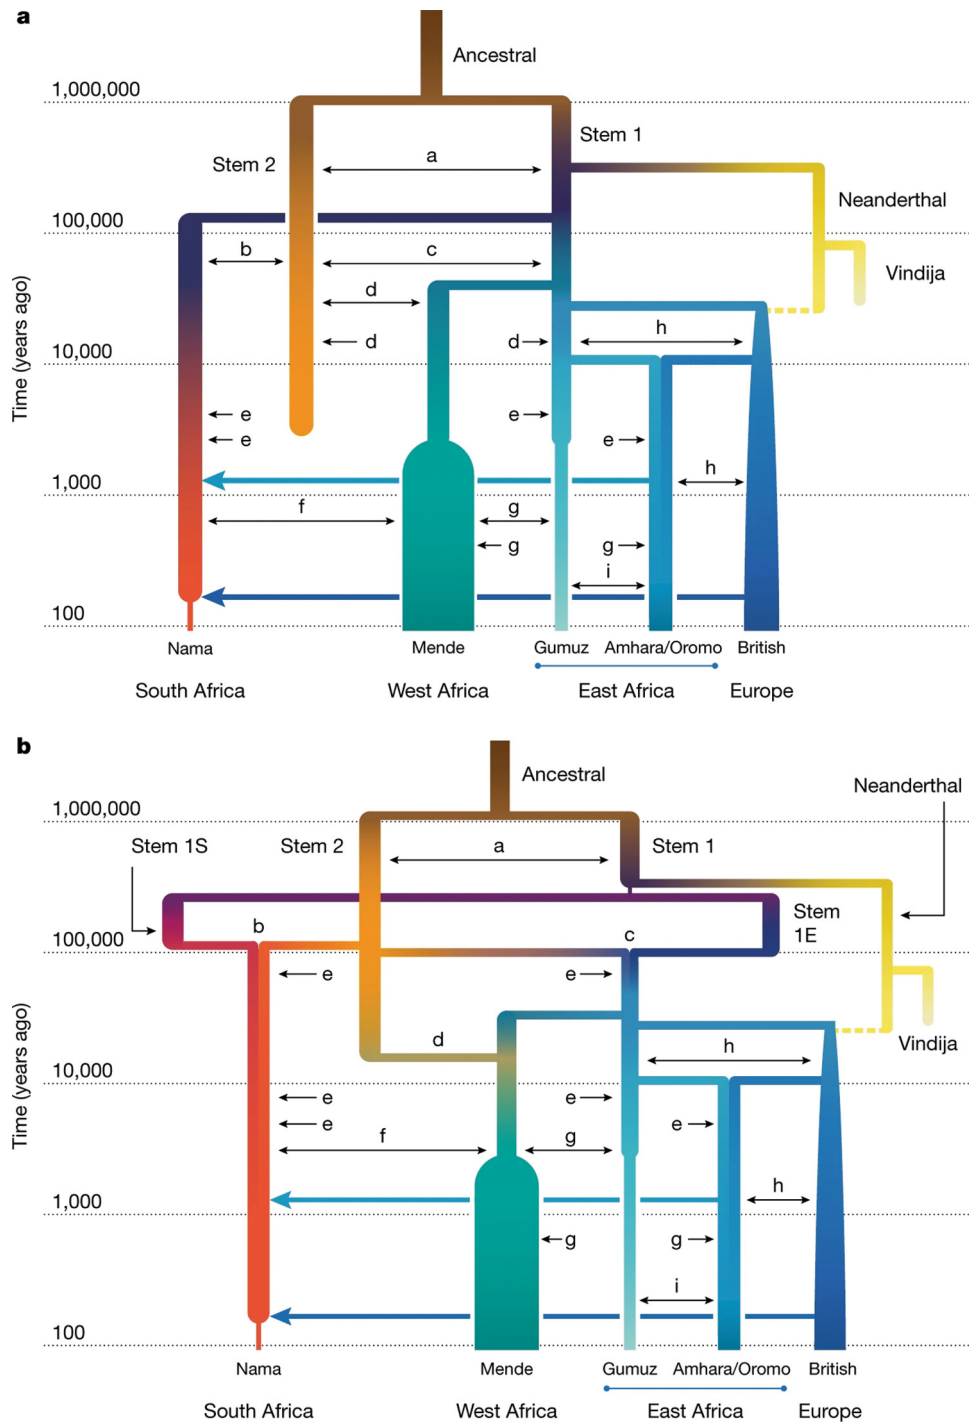 a
Ancestral
1,000,000
Stem 1
Stem 2
a
Neanderthal
100,000
b
c
Vindija
d
h
d
d
10,000
Time (years ago)
e
e
e
e
h
1,000
f
g
g
g
i
100
Nama
Mende
Gumuz
Amhara/Oromo
British
South Africa
West Africa
East Africa
Europe
b
Ancestral
Neanderthal
1,000,000
Stem 1S
Stem 2
a
Stem 1
Stem
1E
b
c
100,000
e
e
d
h
Vindija
10,000
Time (years ago)
e
e
e
e
f
g
h
1,000
g
g
i
100
Nama
Mende
Gumuz
Amhara/Oromo
British
South Africa
West Africa
East Africa
Europe